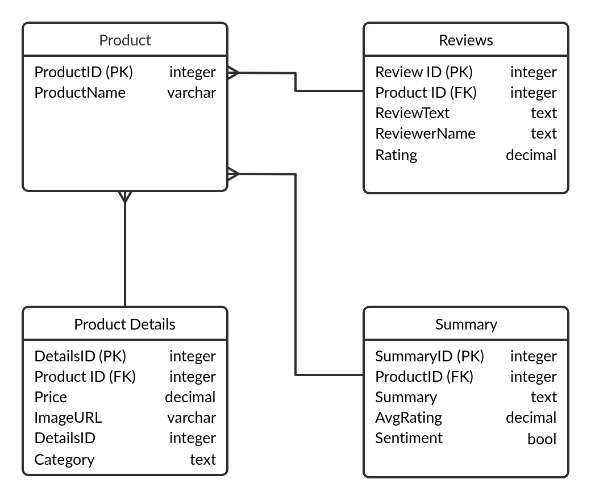 Product
ProductID (PK) integer
ProductName varchar
Reviews
Review ID (PK) integer
Product ID (FK) integer
ReviewText text
ReviewerName text
Rating decimal
Product Details
DetailsID (PK) integer
Product ID (FK) integer
Price decimal
ImageURL varchar
DetailsID integer
Category text
Summary
SummaryID (PK) integer
ProductID (FK) integer
Summary text
AvgRating decimal
Sentiment bool